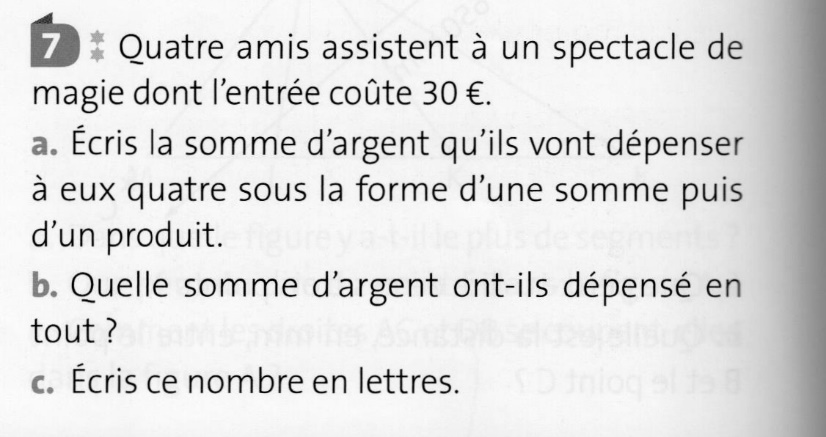 7 Quatre amis assistent à un spectacle de
magie dont l'entrée coûte 30 €.
a. Écris la somme d'argent qu'ils vont dépenser
à eux quatre sous la forme d'une somme puis
d'un produit.
b. Quelle somme d'argent ont-ils dépensé en
tout ?
c. Écris ce nombre en lettres.